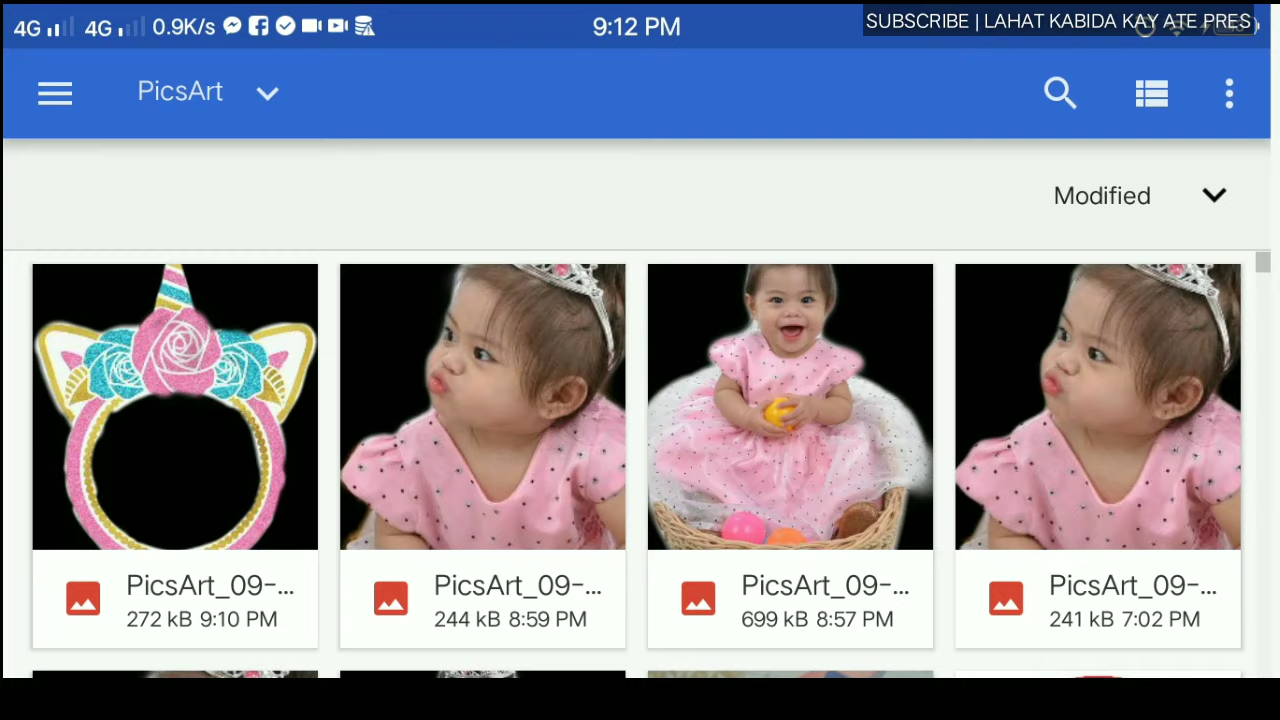 4G 4G 0.9K/s 9:12 PM SUBSCRIBE | LAHAT KABIDA KAY ATE PRES
PicsArt
Modified
PicsArt_09-... PicsArt_09-... PicsArt_09-... PicsArt_09-...
272 kB 9:10 PM 244 kB 8:59 PM 699 kB 8:57 PM 241 kB 7:02 PM